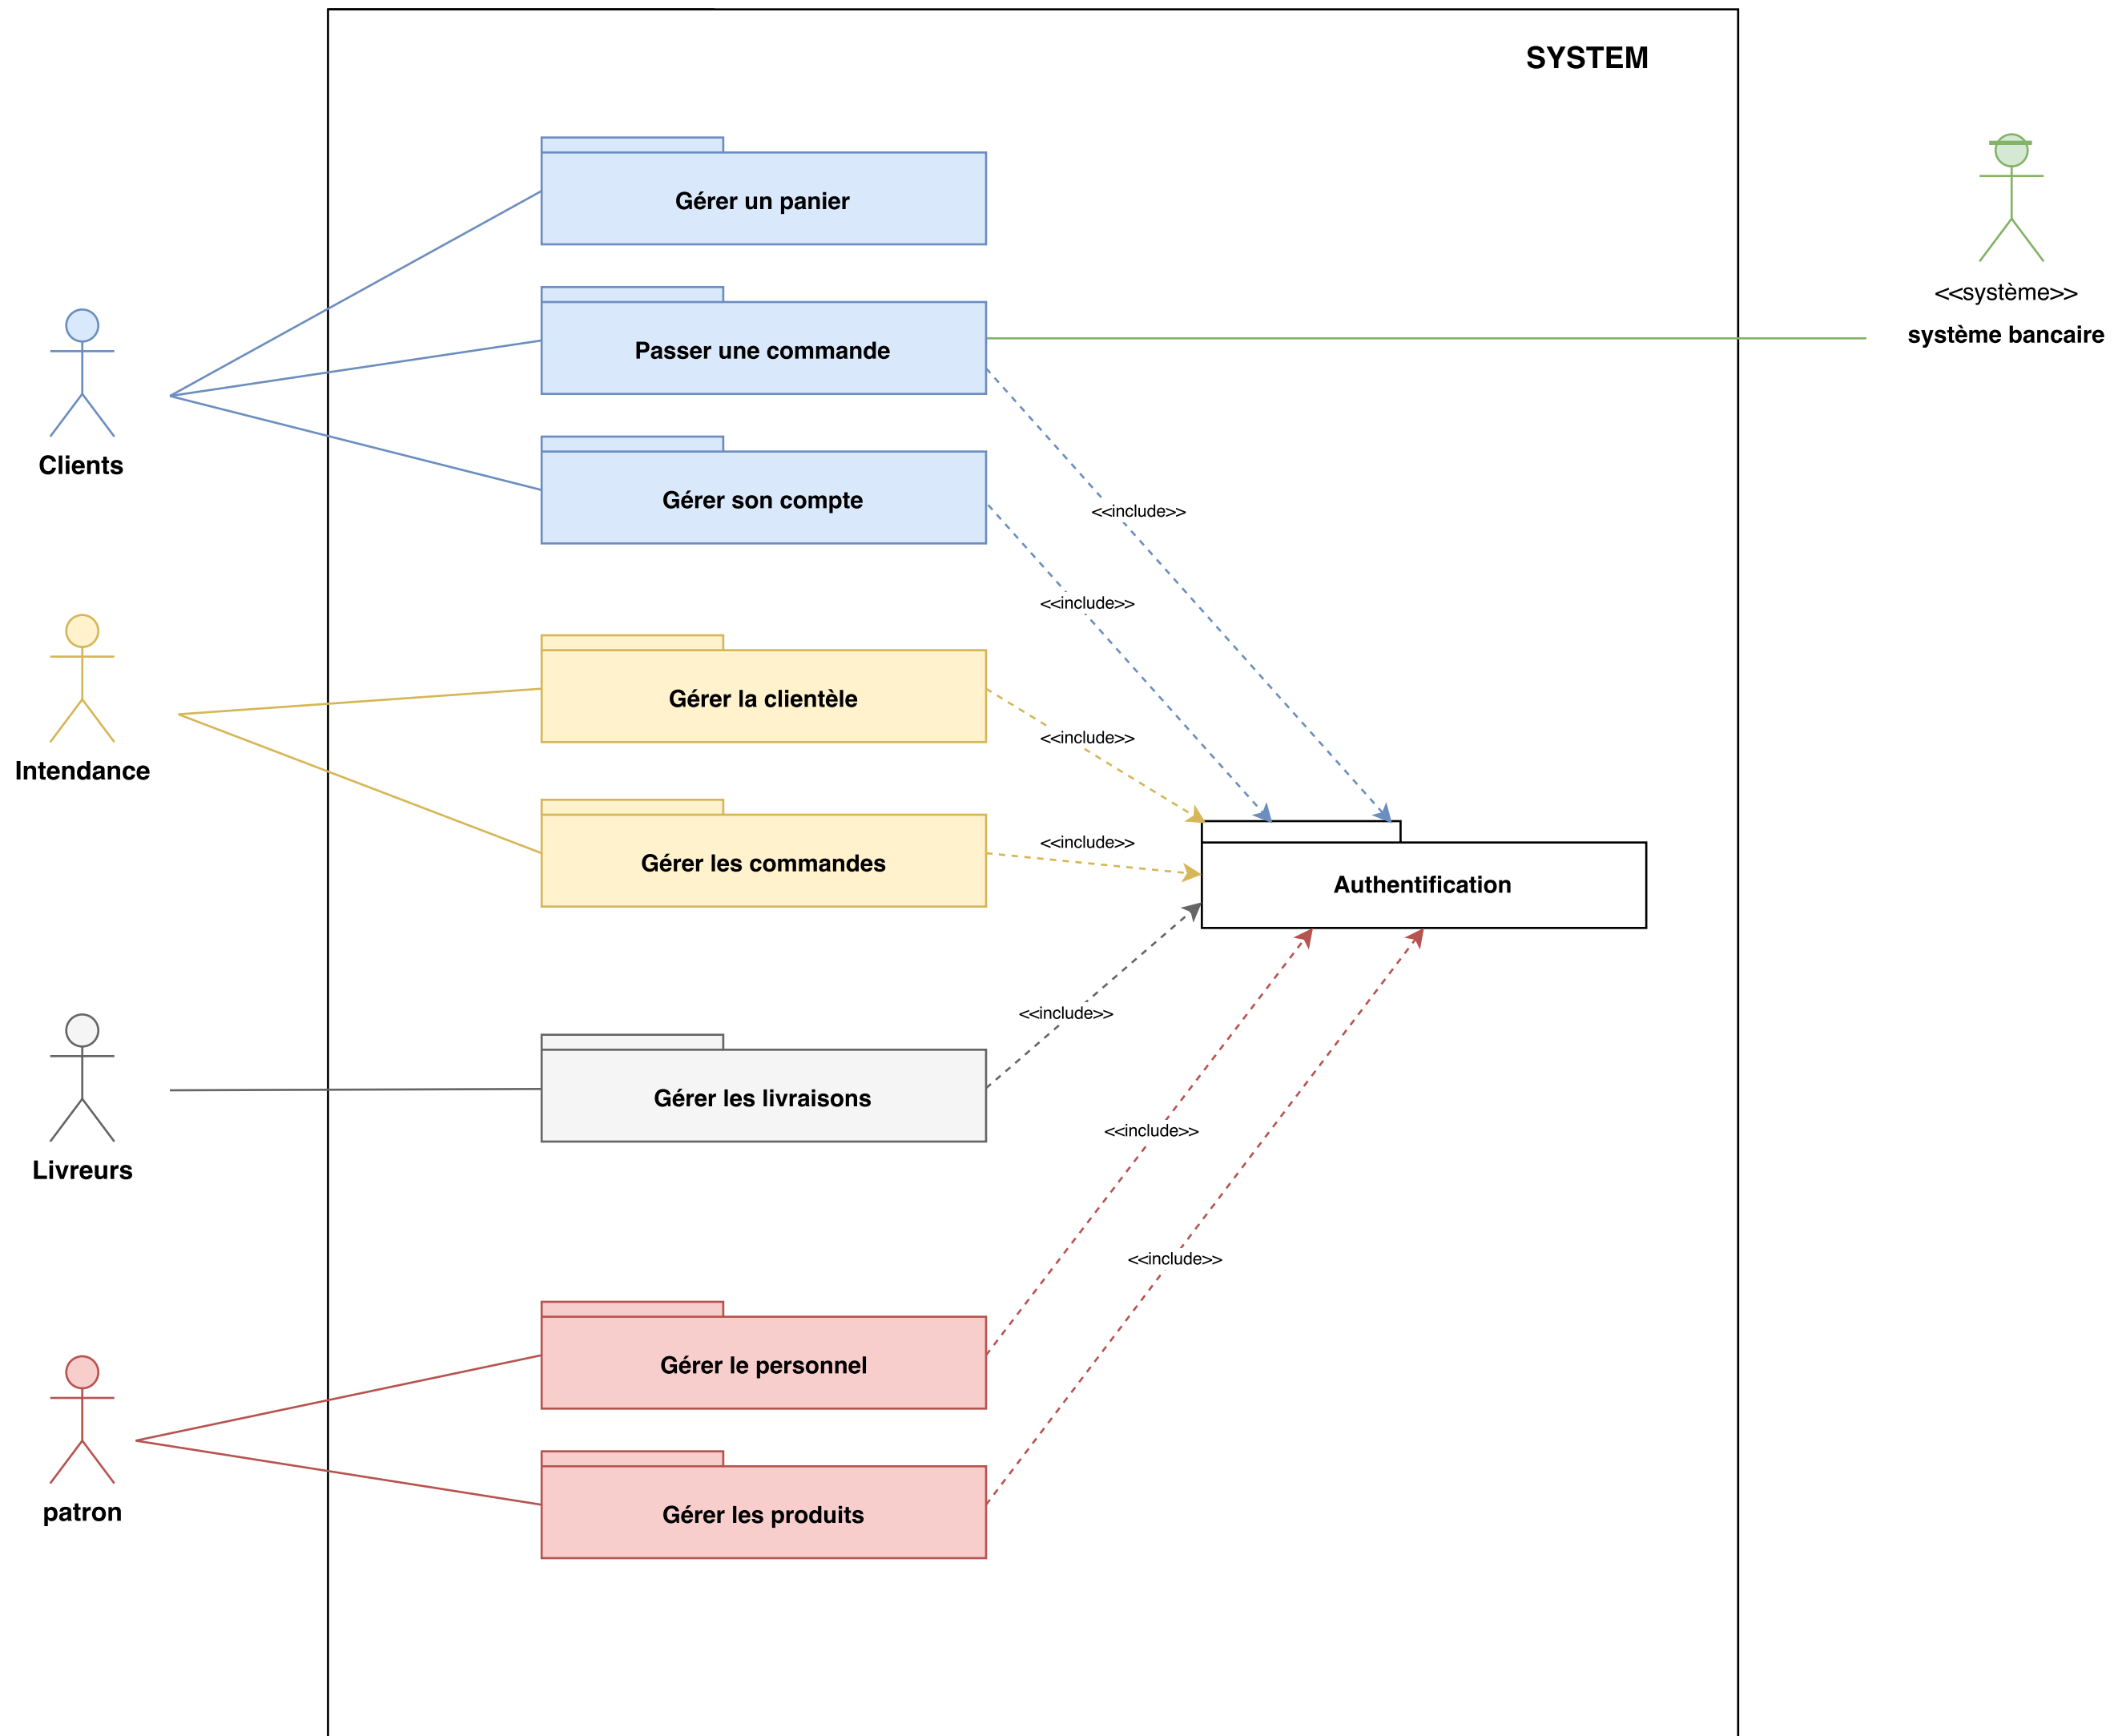 SYSTEM
Gérer un panier
<<système>>
système bancaire
Passer une commande
Clients
Gérer son compte
<<include>>
<<include>>
Gérer la clientèle
<<include>>
Intendance
Gérer les commandes
<<include>>
Authentification
<<include>>
Gérer les livraisons
<<include>>
Livreurs
<<include>>
Gérer le personnel
patron
Gérer les produits